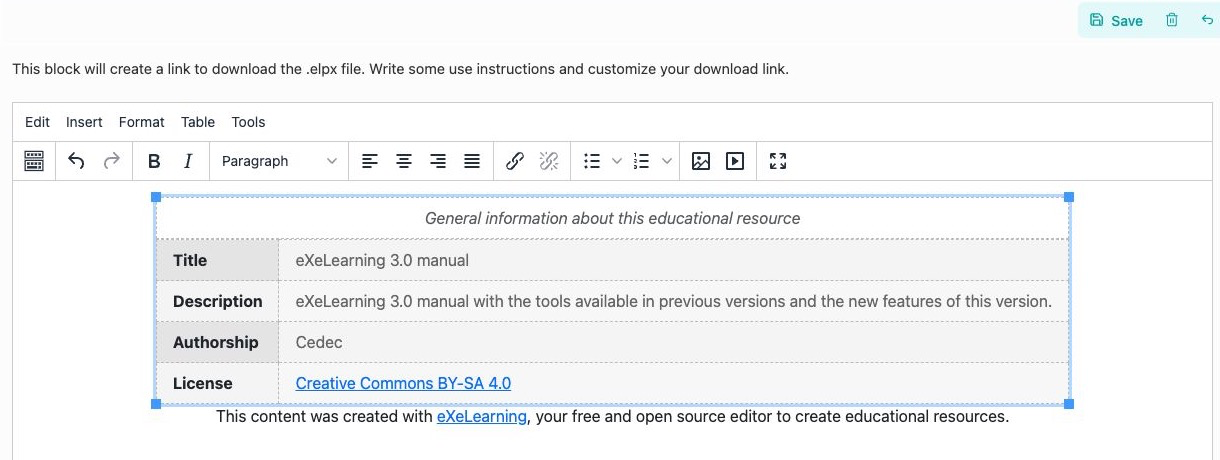 Save
This block will create a link to download the .elpx file. Write some use instructions and customize your download link.
Edit Insert Format Table Tools
B I Paragraph
General information about this educational resource
Title eXeLearning 3.0 manual
Description eXeLearning 3.0 manual with the tools available in previous versions and the new features of this version.
Authorship Cedec
License Creative Commons BY-SA 4.0
This content was created with eXeLearning, your free and open source editor to create educational resources.